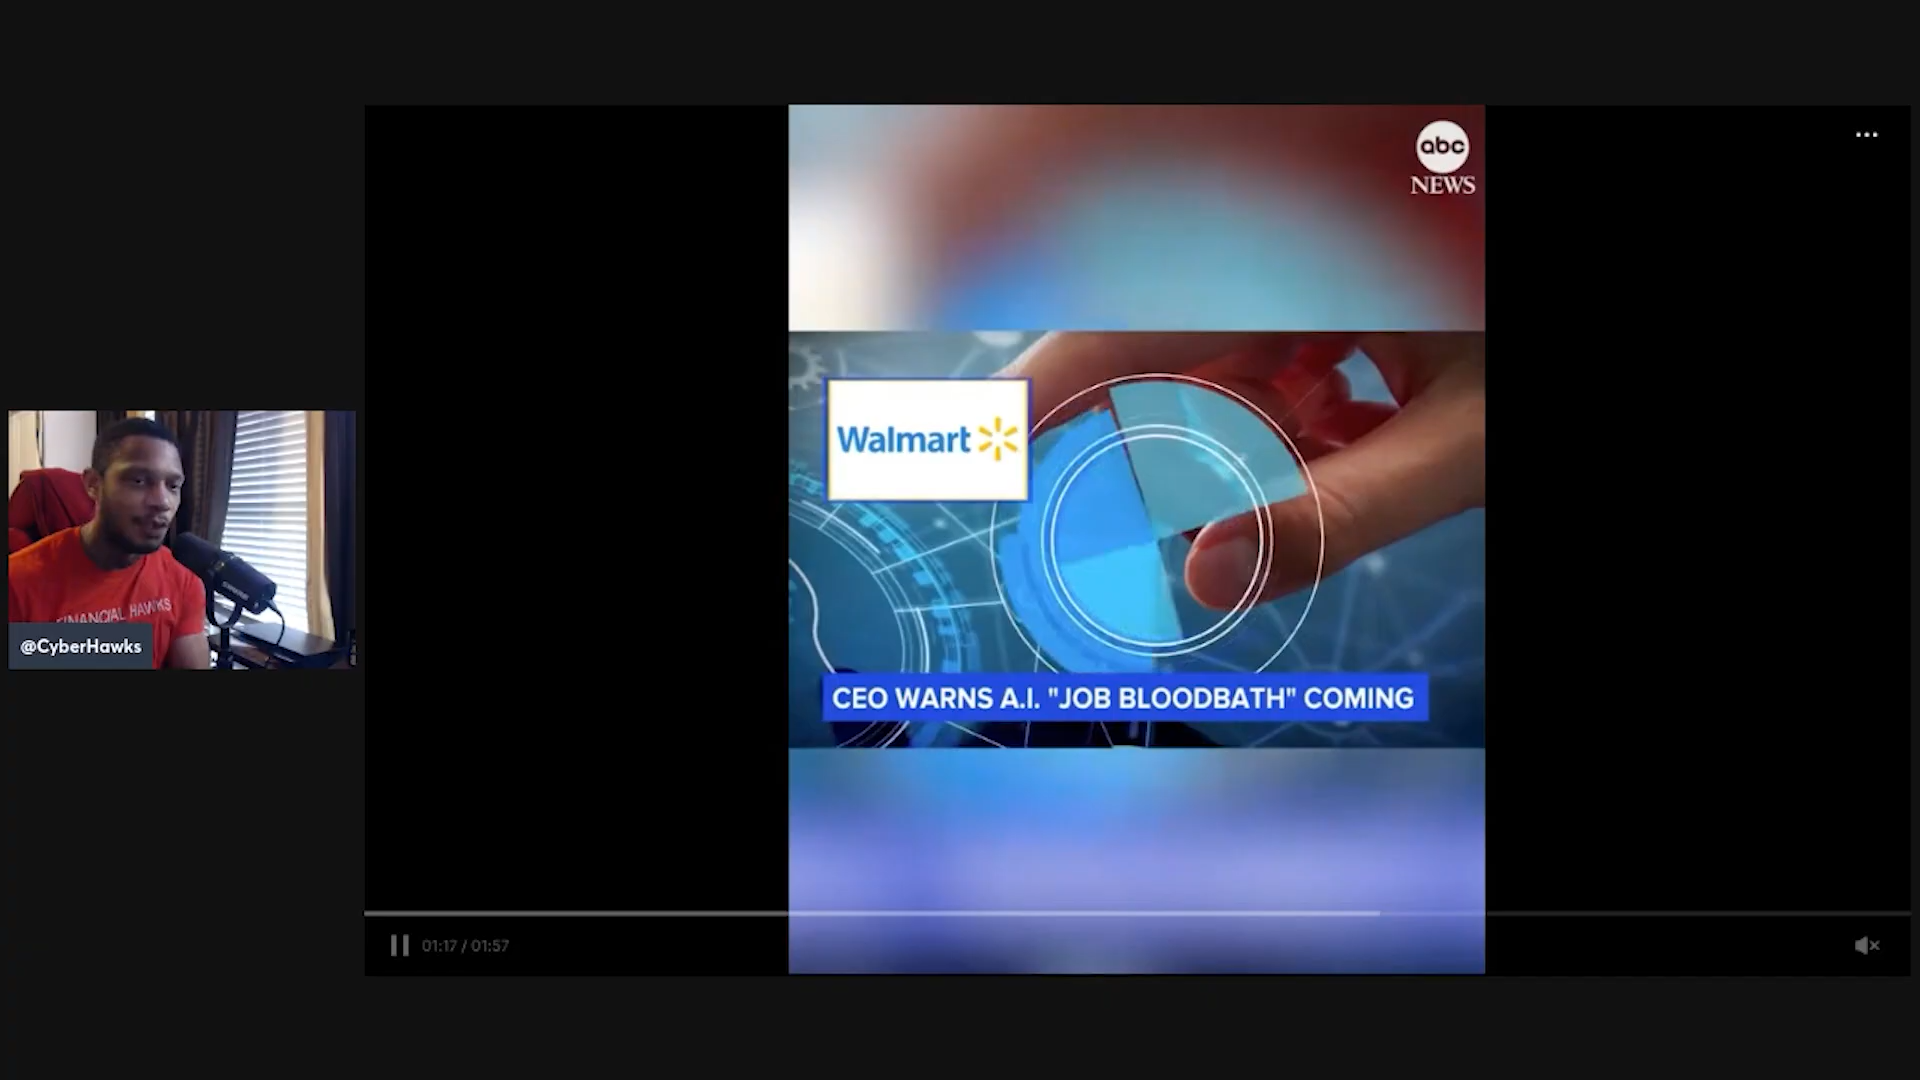 abc
NEWS
Walmart
CEO WARNS A.I. "JOB BLOODBATH" COMING
FINANCIAL HAWKS
@CyberHawks
01:17 / 01:57